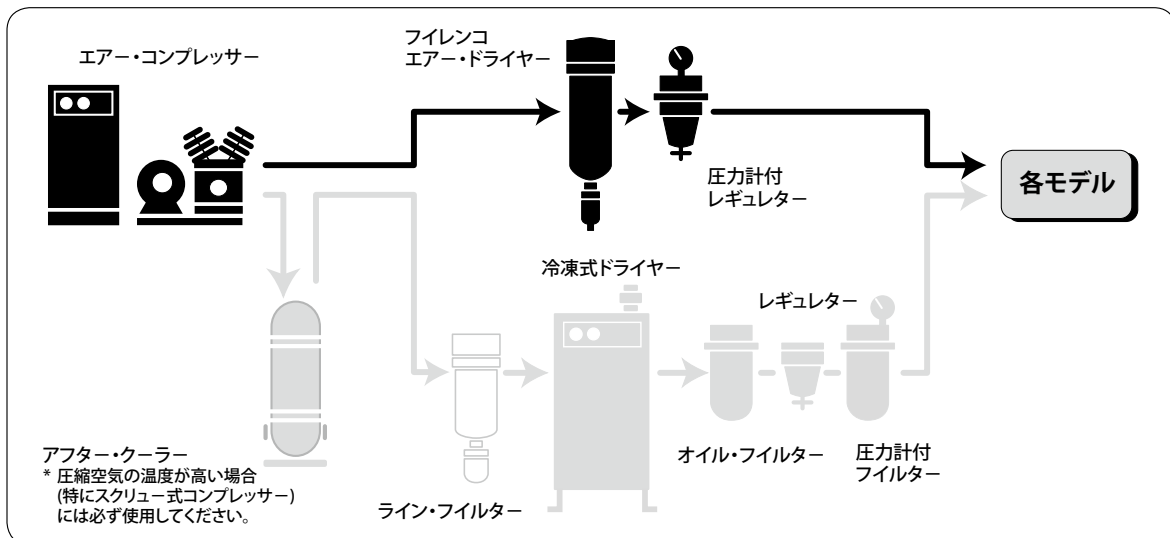 エアー・コンプレッサー
フイレンコ
エアー・ドライヤー
圧力計付
レギュレター
各モデル
冷凍式ドライヤー
レギュレター
アフター・クーラー
* 圧縮空気の温度が高い場合
(特にスクリュー式コンプレッサー)
には必ず使用してください。
ライン・フイルター
オイル・フイルター
圧力計付
フイルター